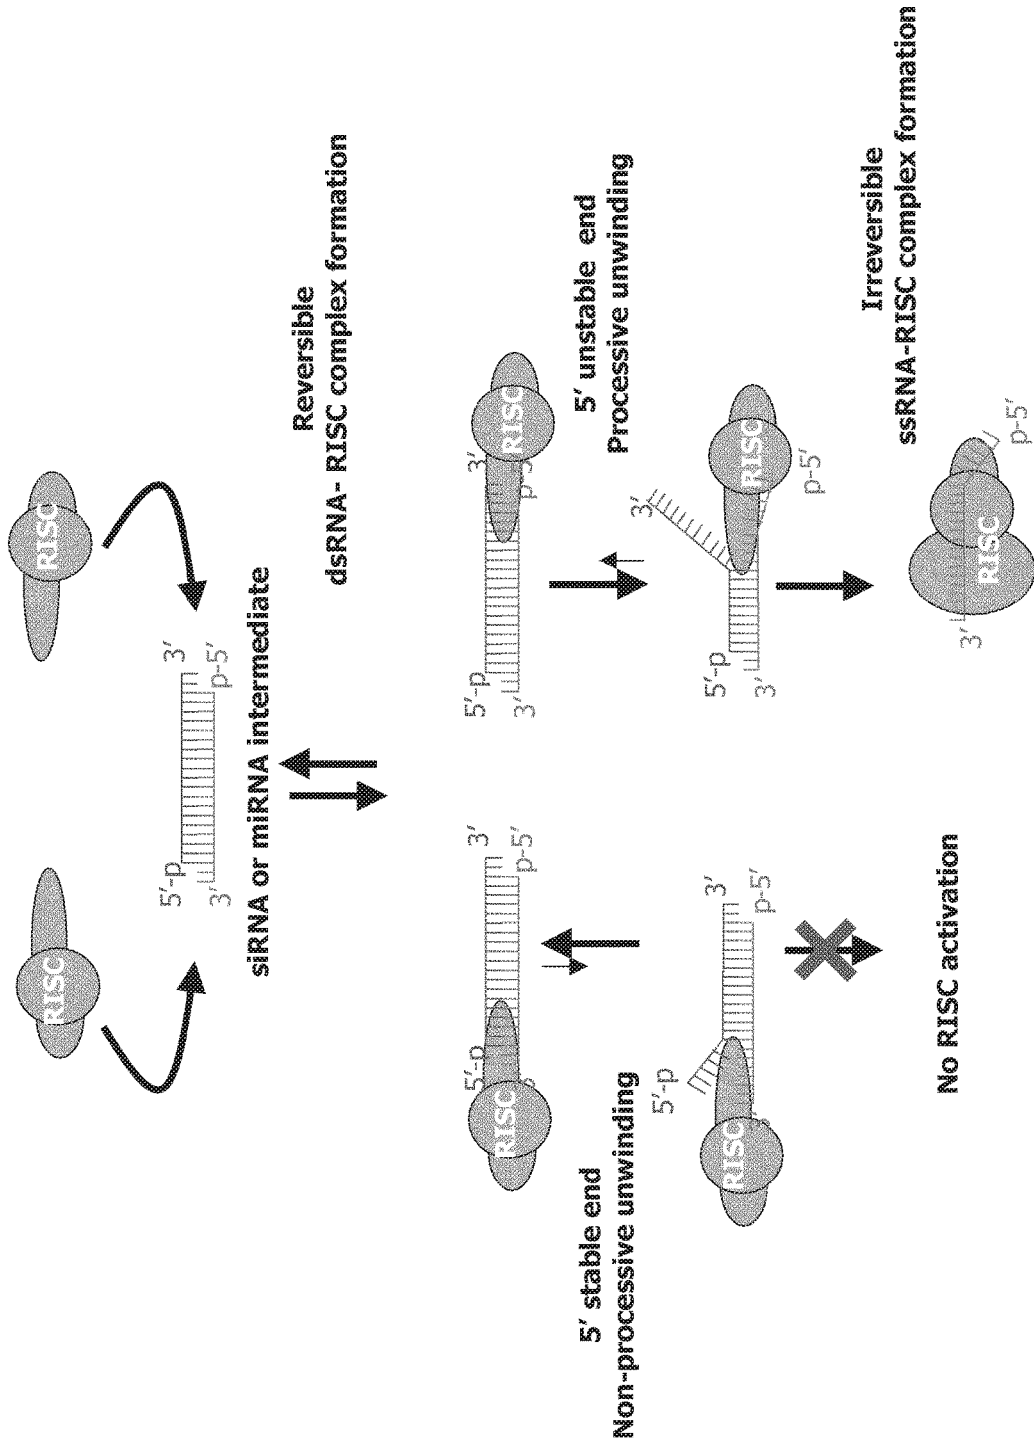 RISC RISC
5'-p 3'
3' p-5'
siRNA or miRNA intermediate
Reversible
dsRNA- RISC complex formation
5'-p 3'
RISC p-5'
5'-p 3'
3' p-5' RISC
5' stable end
Non-processive unwinding
5' unstable end
Processive unwinding
5'-p 3'
RISC p-5'
3'
5'-p RISC
3' p-5'
No RISC activation
Irreversible
ssRNA-RISC complex formation
3' RISC p-5'